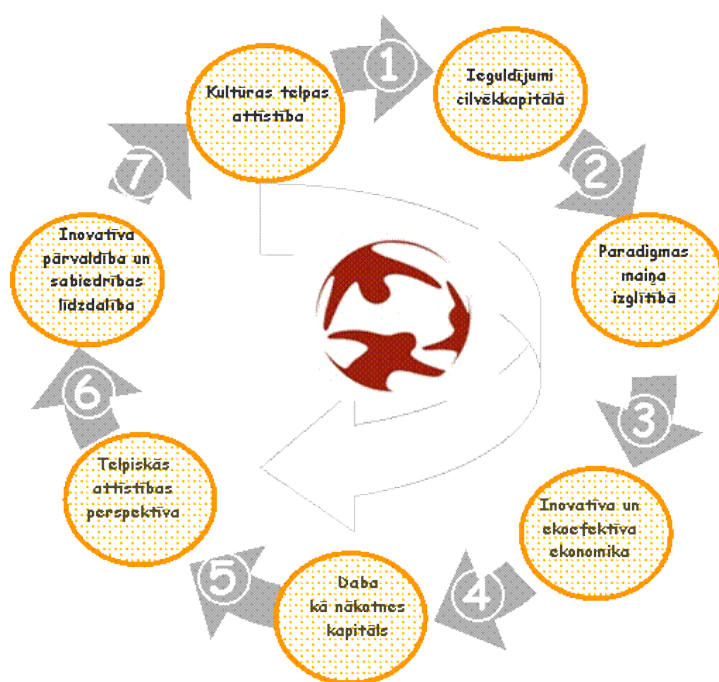 Kultūras telpas
attīstība
1
Ieguldījumi
cilvēkkapitālā
2
Paradigmas
maiņa
izglītībā
3
Inovatīva un
ekoefektīva
ekonomika
4
Daba
kā nākotnes
kapitāls
5
Telpiskās
attīstības
perspektīva
6
Inovatīva
pārvaldība un
sabiedrības
līdzdalība
7